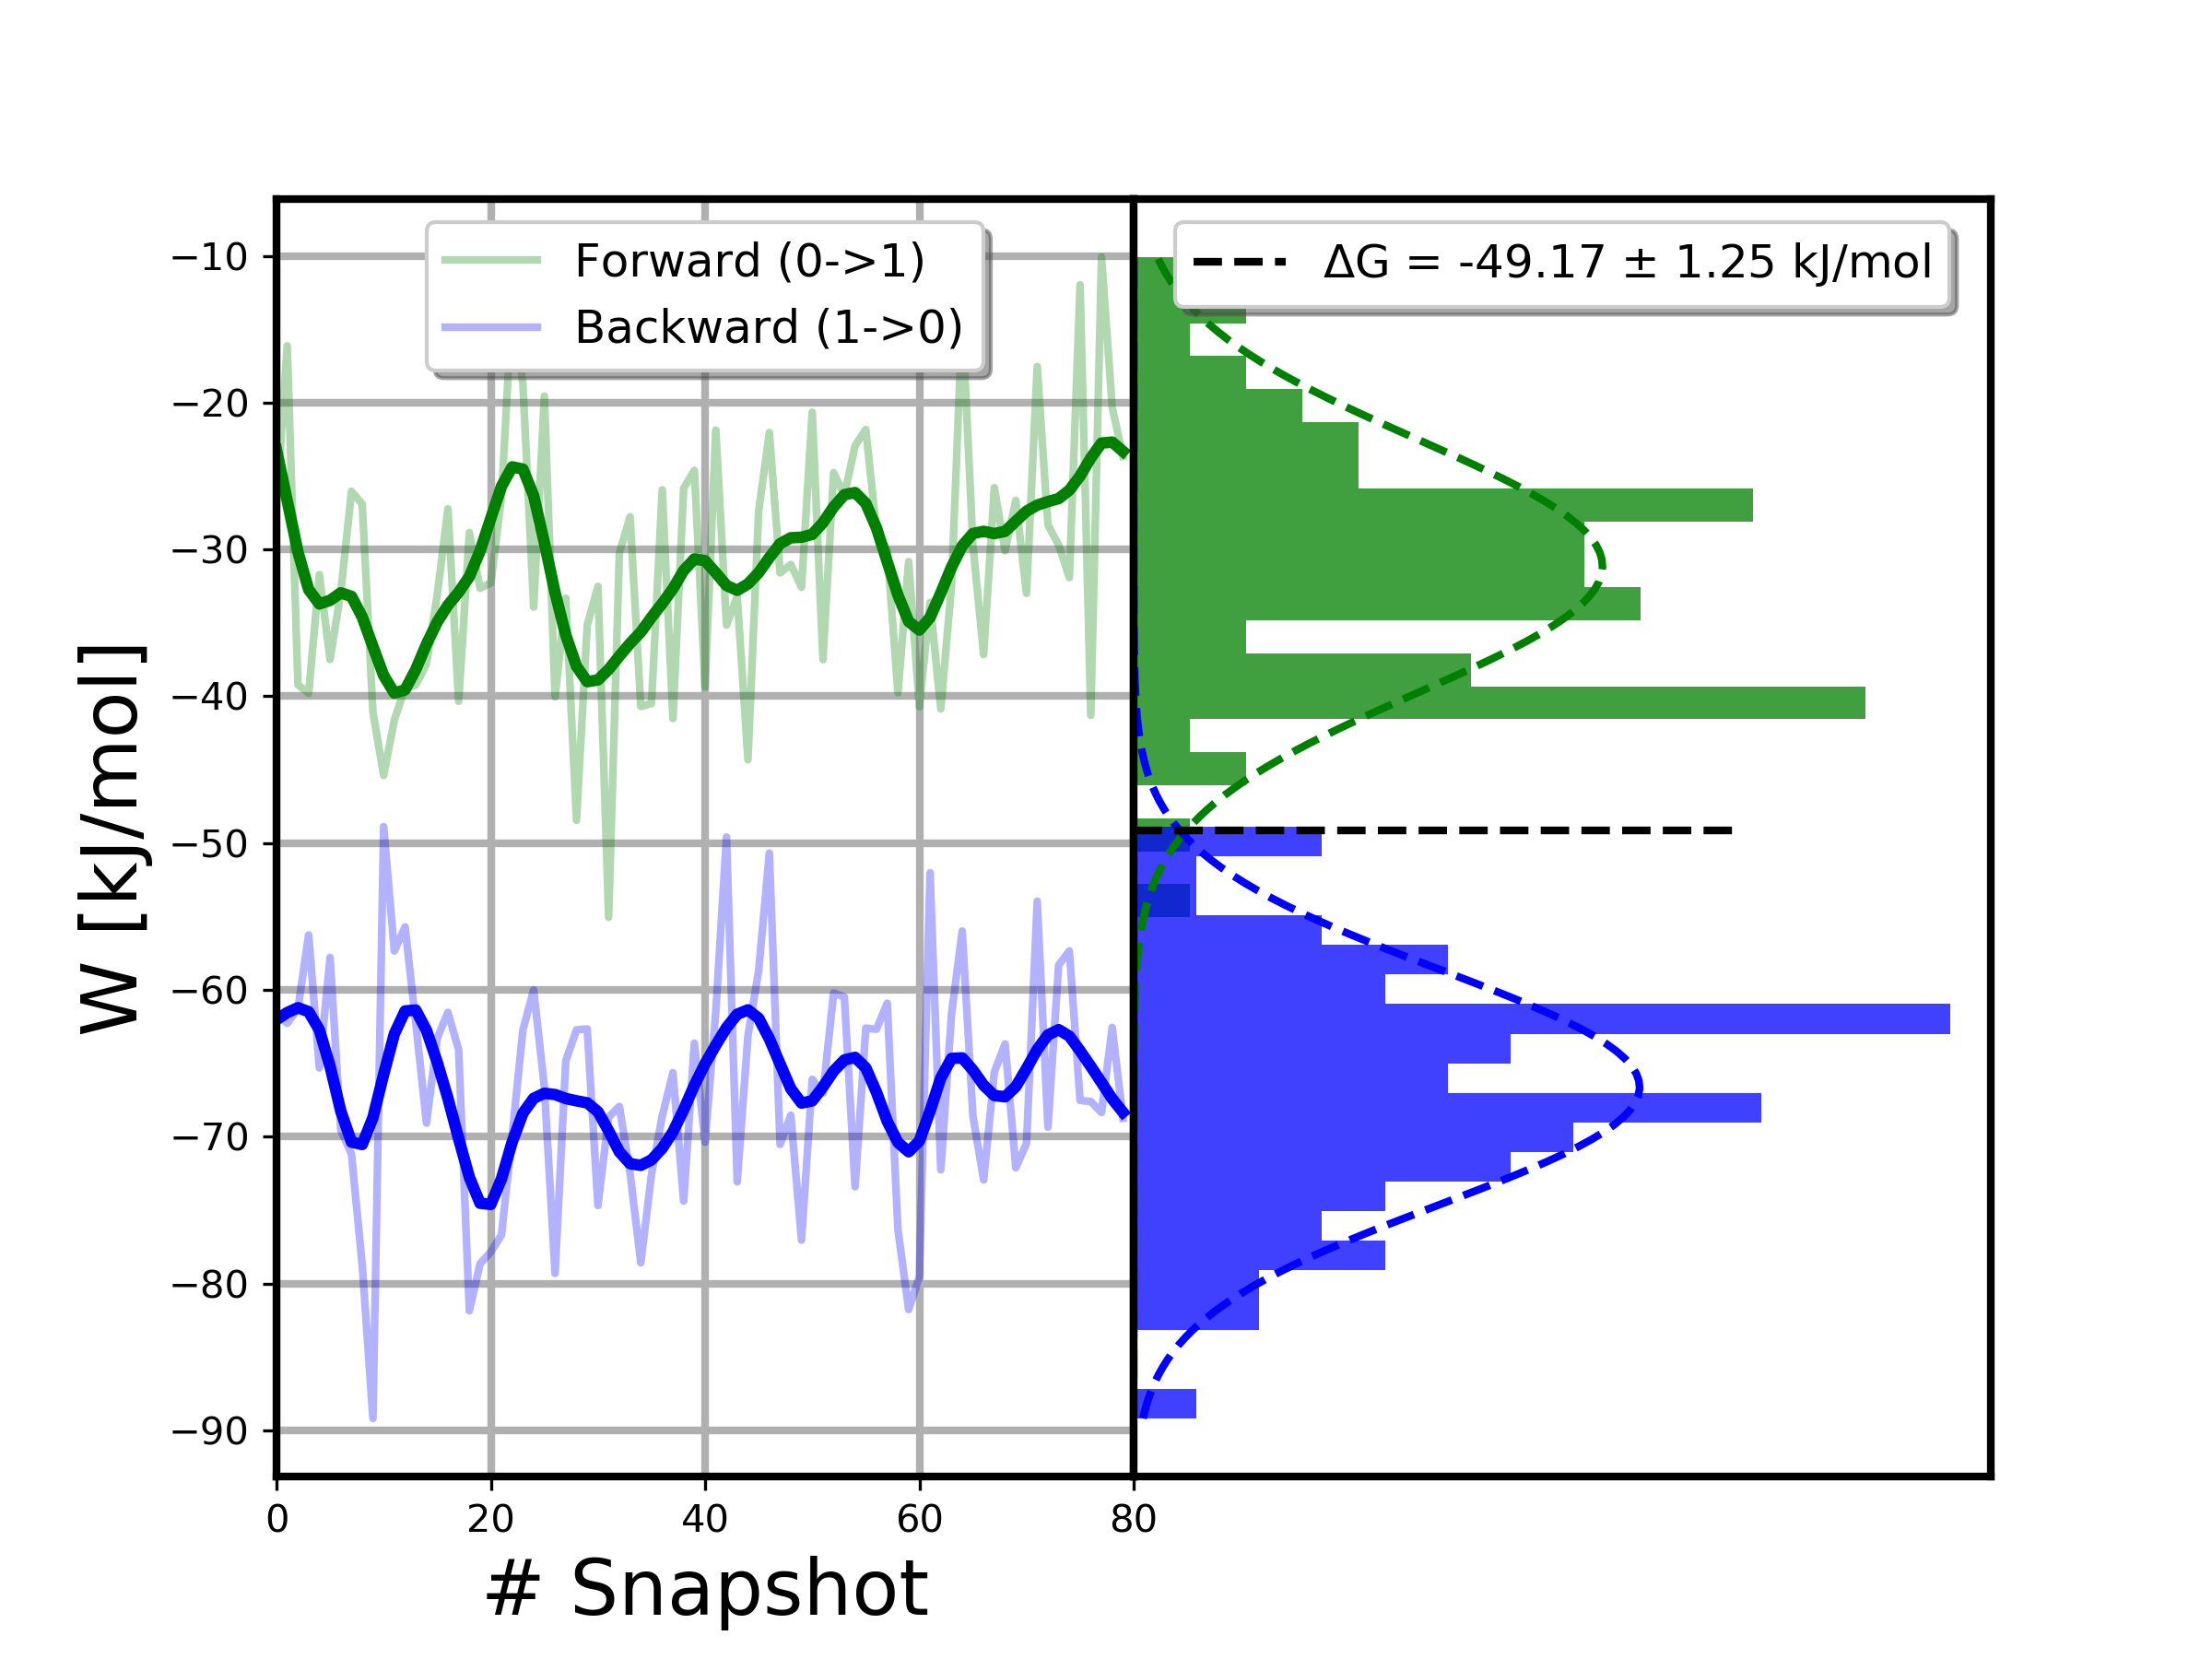 Forward (0->1)
Backward (1->0)
ΔG = -49.17 ± 1.25 kJ/mol
W [kJ/mol]
−10
−20
−30
−40
−50
−60
−70
−80
−90
0 20 40 60 80
# Snapshot